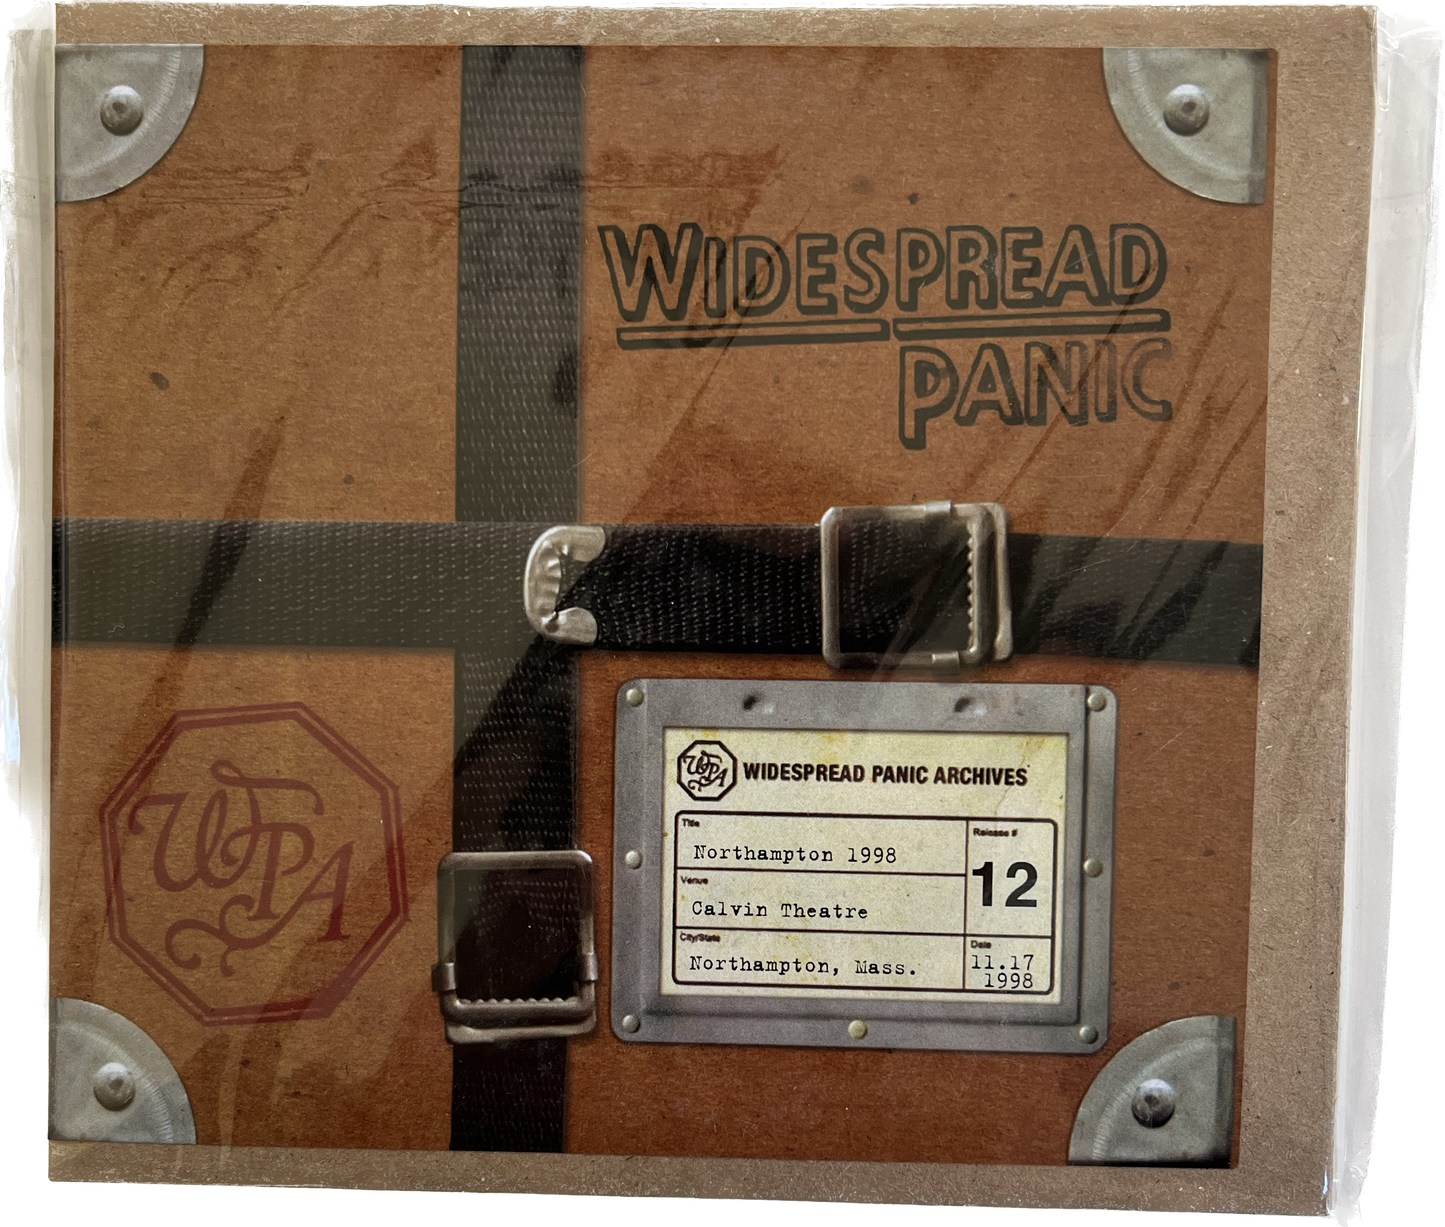 WIDESPREAD
PANIC
WPA
WPA
WIDESPREAD PANIC ARCHIVES
Title
Northampton 1998
Release #
12
Venue
Calvin Theatre
City/State
Northampton, Mass.
Date
11.17
1998